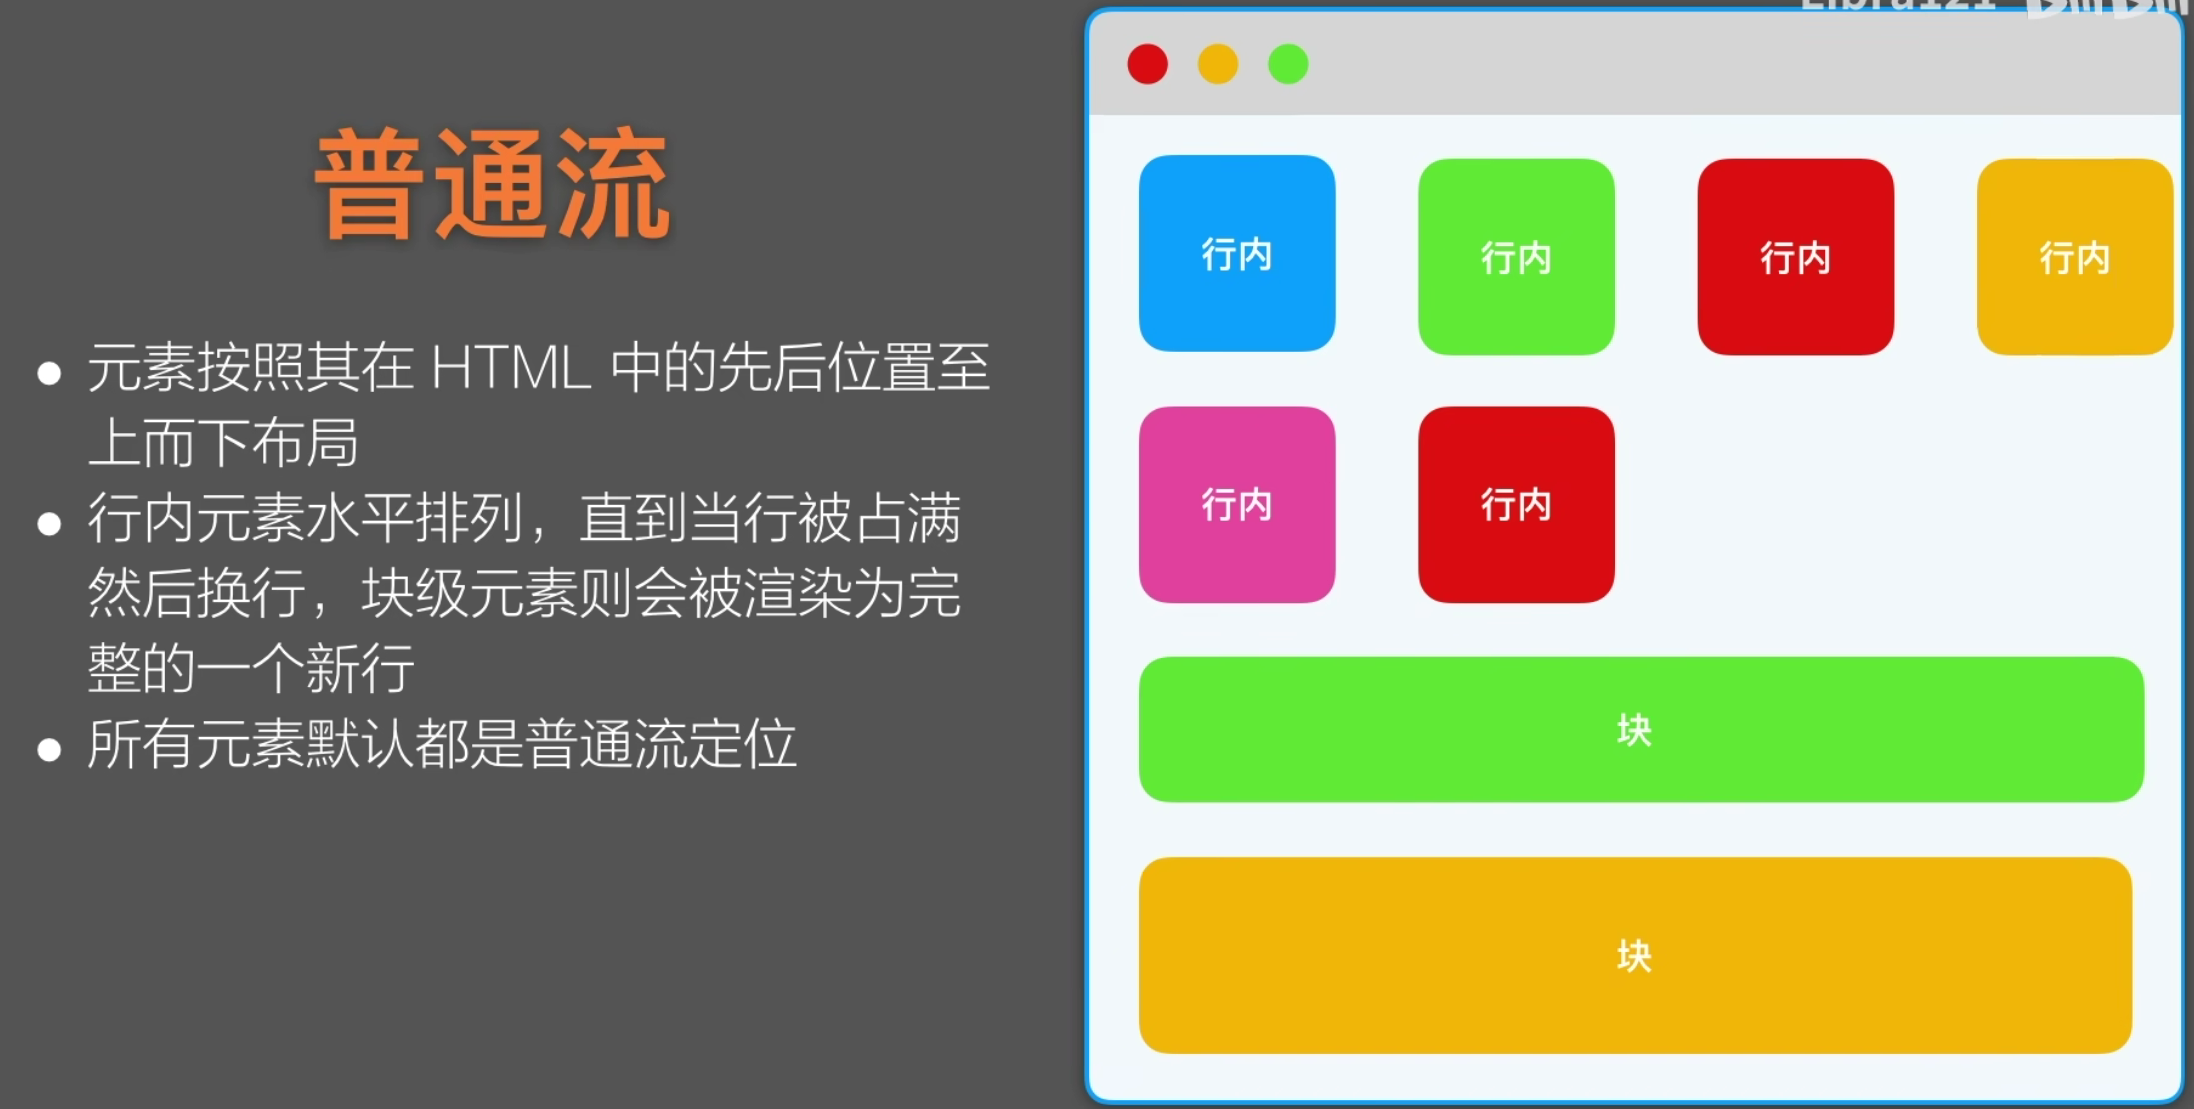 普通流
元素按照其在 HTML 中的先后位置至
上而下布局
行内元素水平排列，直到当行被占满
然后换行，块级元素则会被渲染为完
整的一个新行
所有元素默认都是普通流定位
Libra121
行内 行内 行内 行内
行内 行内
块
块